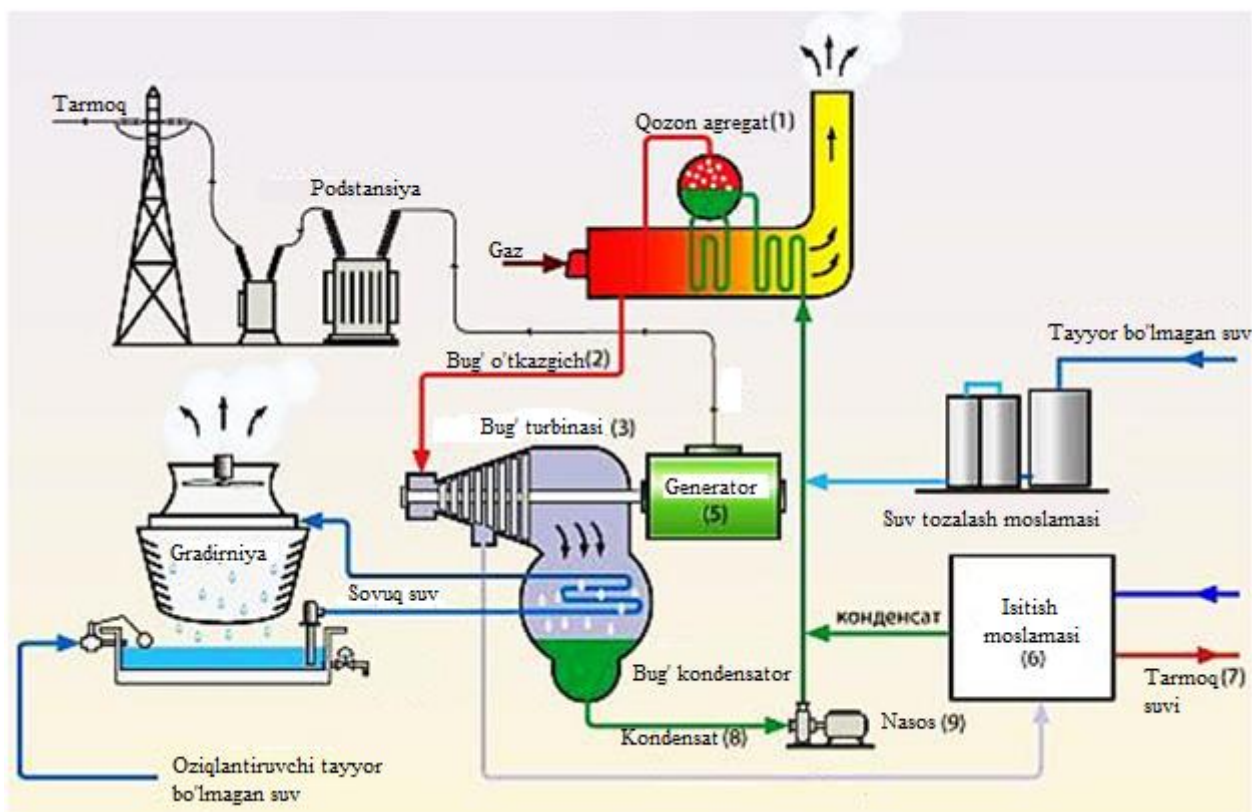 Tarmoq
Qozon agregat (1)
Podstansiya
Gaz
Tayyor bo'lmagan suv
Bug' o'tkazgich (2)
Bug' turbinasi (3)
Generator
(5)
Suv tozalash moslamasi
Gradirniya
Sovuq suv
конденсат
Isitish
moslamasi
(6)
Bug' kondensator
Tarmoq (7)
suvi
Kondensat (8)
Nasos (9)
Oziqlantiruvchi tayyor
bo'lmagan suv